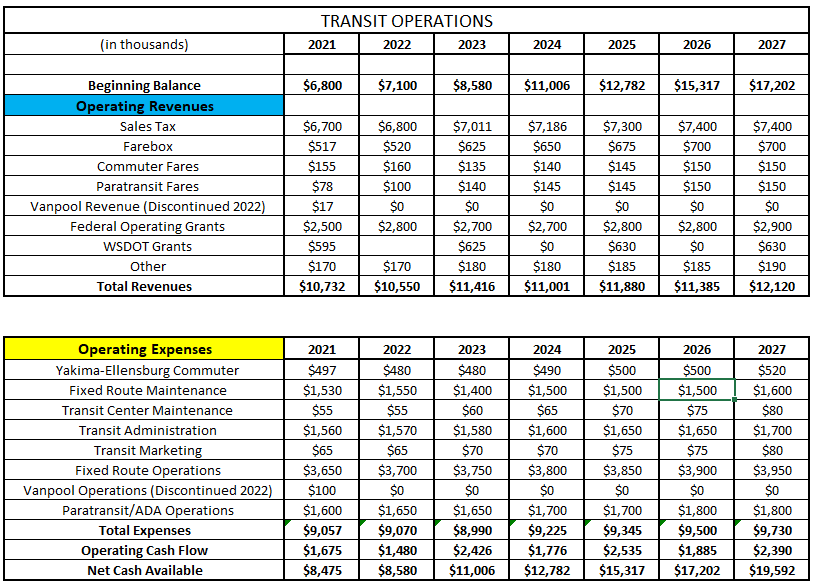 TRANSIT OPERATIONS
(in thousands) 2021 2022 2023 2024 2025 2026 2027
Beginning Balance $6,800 $7,100 $8,580 $11,006 $12,782 $15,317 $17,202
Operating Revenues
Sales Tax $6,700 $6,800 $7,011 $7,186 $7,300 $7,400 $7,400
Farebox $517 $520 $625 $650 $675 $700 $700
Commuter Fares $155 $160 $135 $140 $145 $150 $150
Paratransit Fares $78 $100 $140 $145 $145 $150 $150
Vanpool Revenue (Discontinued 2022) $17 $0 $0 $0 $0 $0 $0
Federal Operating Grants $2,500 $2,800 $2,700 $2,700 $2,800 $2,800 $2,900
WSDOT Grants $595 $625 $0 $630 $0 $630
Other $170 $170 $180 $180 $185 $185 $190
Total Revenues $10,732 $10,550 $11,416 $11,001 $11,880 $11,385 $12,120
Operating Expenses 2021 2022 2023 2024 2025 2026 2027
Yakima-Ellensburg Commuter $497 $480 $480 $490 $500 $500 $520
Fixed Route Maintenance $1,530 $1,550 $1,400 $1,500 $1,500 $1,500 $1,600
Transit Center Maintenance $55 $55 $60 $65 $70 $75 $80
Transit Administration $1,560 $1,570 $1,580 $1,600 $1,650 $1,650 $1,700
Transit Marketing $65 $65 $70 $70 $75 $75 $80
Fixed Route Operations $3,650 $3,700 $3,750 $3,800 $3,850 $3,900 $3,950
Vanpool Operations (Discontinued 2022) $100 $0 $0 $0 $0 $0 $0
Paratransit/ADA Operations $1,600 $1,650 $1,650 $1,700 $1,700 $1,800 $1,800
Total Expenses $9,057 $9,070 $8,990 $9,225 $9,345 $9,500 $9,730
Operating Cash Flow $1,675 $1,480 $2,426 $1,776 $2,535 $1,885 $2,390
Net Cash Available $8,475 $8,580 $11,006 $12,782 $15,317 $17,202 $19,592